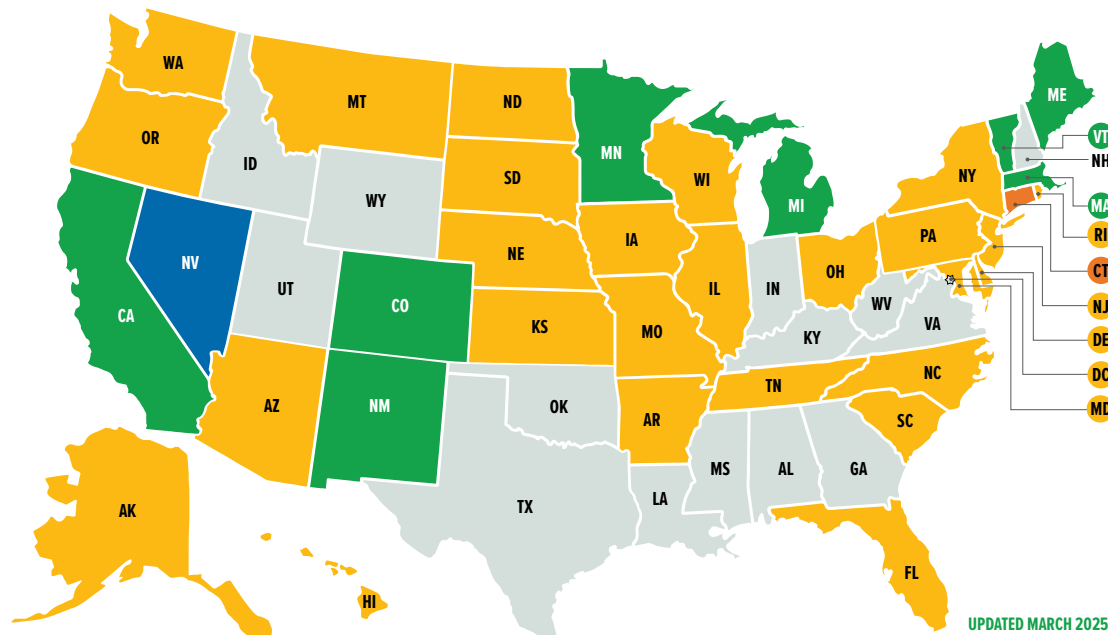 WA
MT
ND
MN
ME
OR
ID
SD
WI
VT
NH
WY
NY
MI
MA
IA
RI
NE
PA
NV
CT
UT
CO
IL
IN
OH
NJ
CA
KS
MO
WV
VA
DE
KY
DC
NC
TN
MD
AZ
NM
OK
AR
SC
MS
AL
GA
LA
TX
AK
FL
HI
UPDATED MARCH 2025